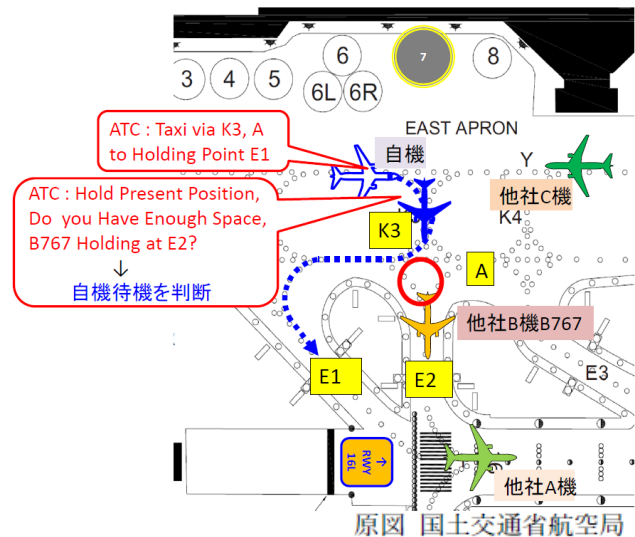 6
7
8
3
4
5
6L
6R
ATC : Taxi via K3, A
to Holding Point E1
EAST APRON
自機
Y
ATC : Hold Present Position,
Do you Have Enough Space,
B767 Holding at E2?
↓
自機待機を判断
他社C機
K4
K3
A
他社B機B767
E1
E2
E3
↑
RWY
16L
他社A機
原図 国土交通省航空局